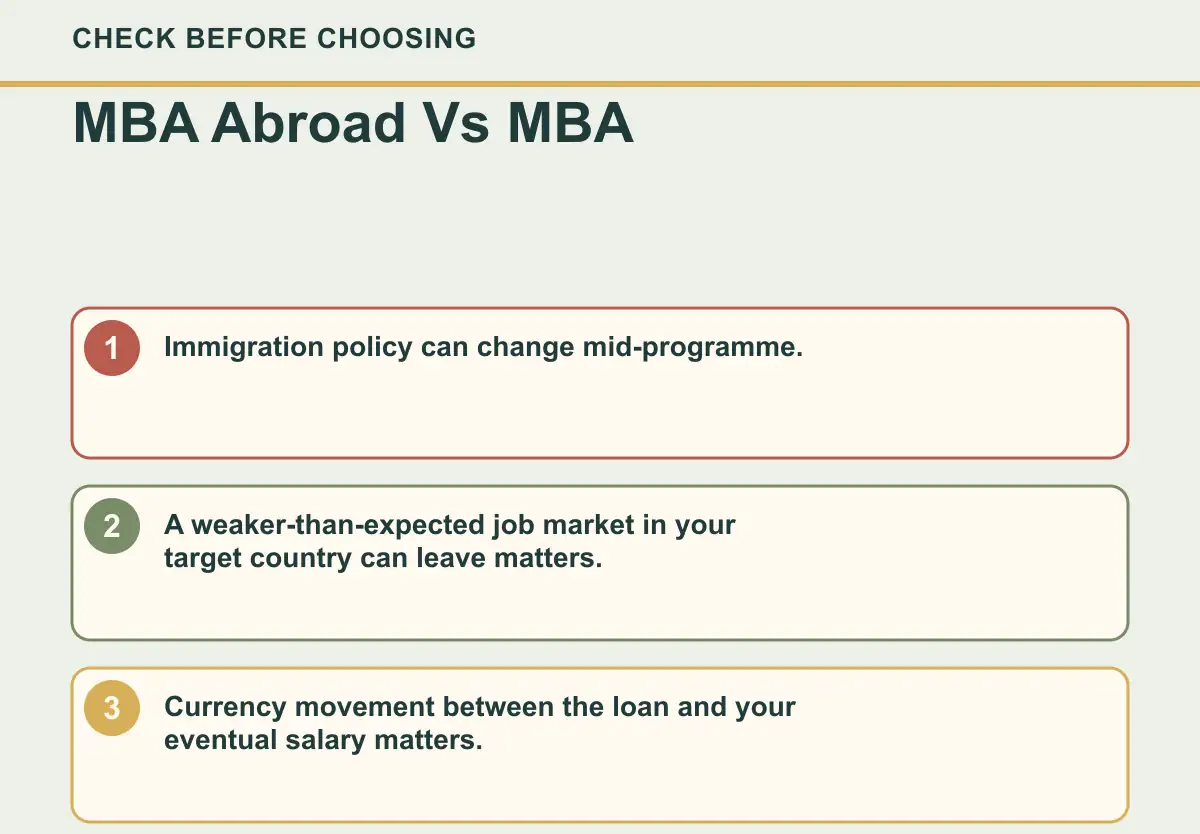 CHECK BEFORE CHOOSING
MBA Abroad Vs MBA
1
Immigration policy can change mid-programme.
2
A weaker-than-expected job market in your
target country can leave matters.
3
Currency movement between the loan and your
eventual salary matters.